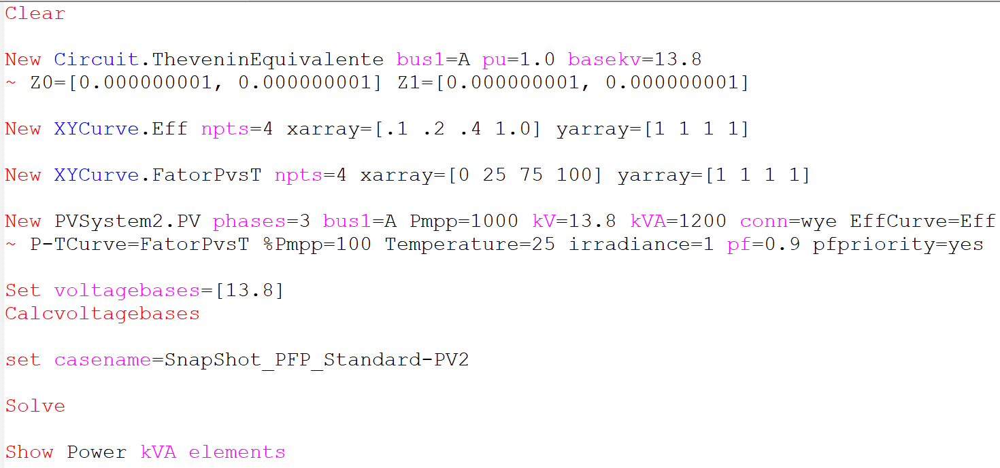 Clear
New Circuit.TheveninEquivalente bus1=A pu=1.0 basekv=13.8
~ Z0=[0.000000001, 0.000000001] Z1=[0.000000001, 0.000000001]
New XYCurve.Eff npts=4 xarray=[.1 .2 .4 1.0] yarray=[1 1 1 1]
New XYCurve.FatorPvsT npts=4 xarray=[0 25 75 100] yarray=[1 1 1 1]
New PVSystem2.PV phases=3 bus1=A Pmpp=1000 kV=13.8 kVA=1200 conn=wye EffCurve=Eff
~ P-TCurve=FatorPvsT %Pmpp=100 Temperature=25 irradiance=1 pf=0.9 pfpriority=yes
Set voltagebases=[13.8]
Calcvoltagebases
set casename=SnapShot_PFP_Standard-PV2
Solve
Show Power kVA elements